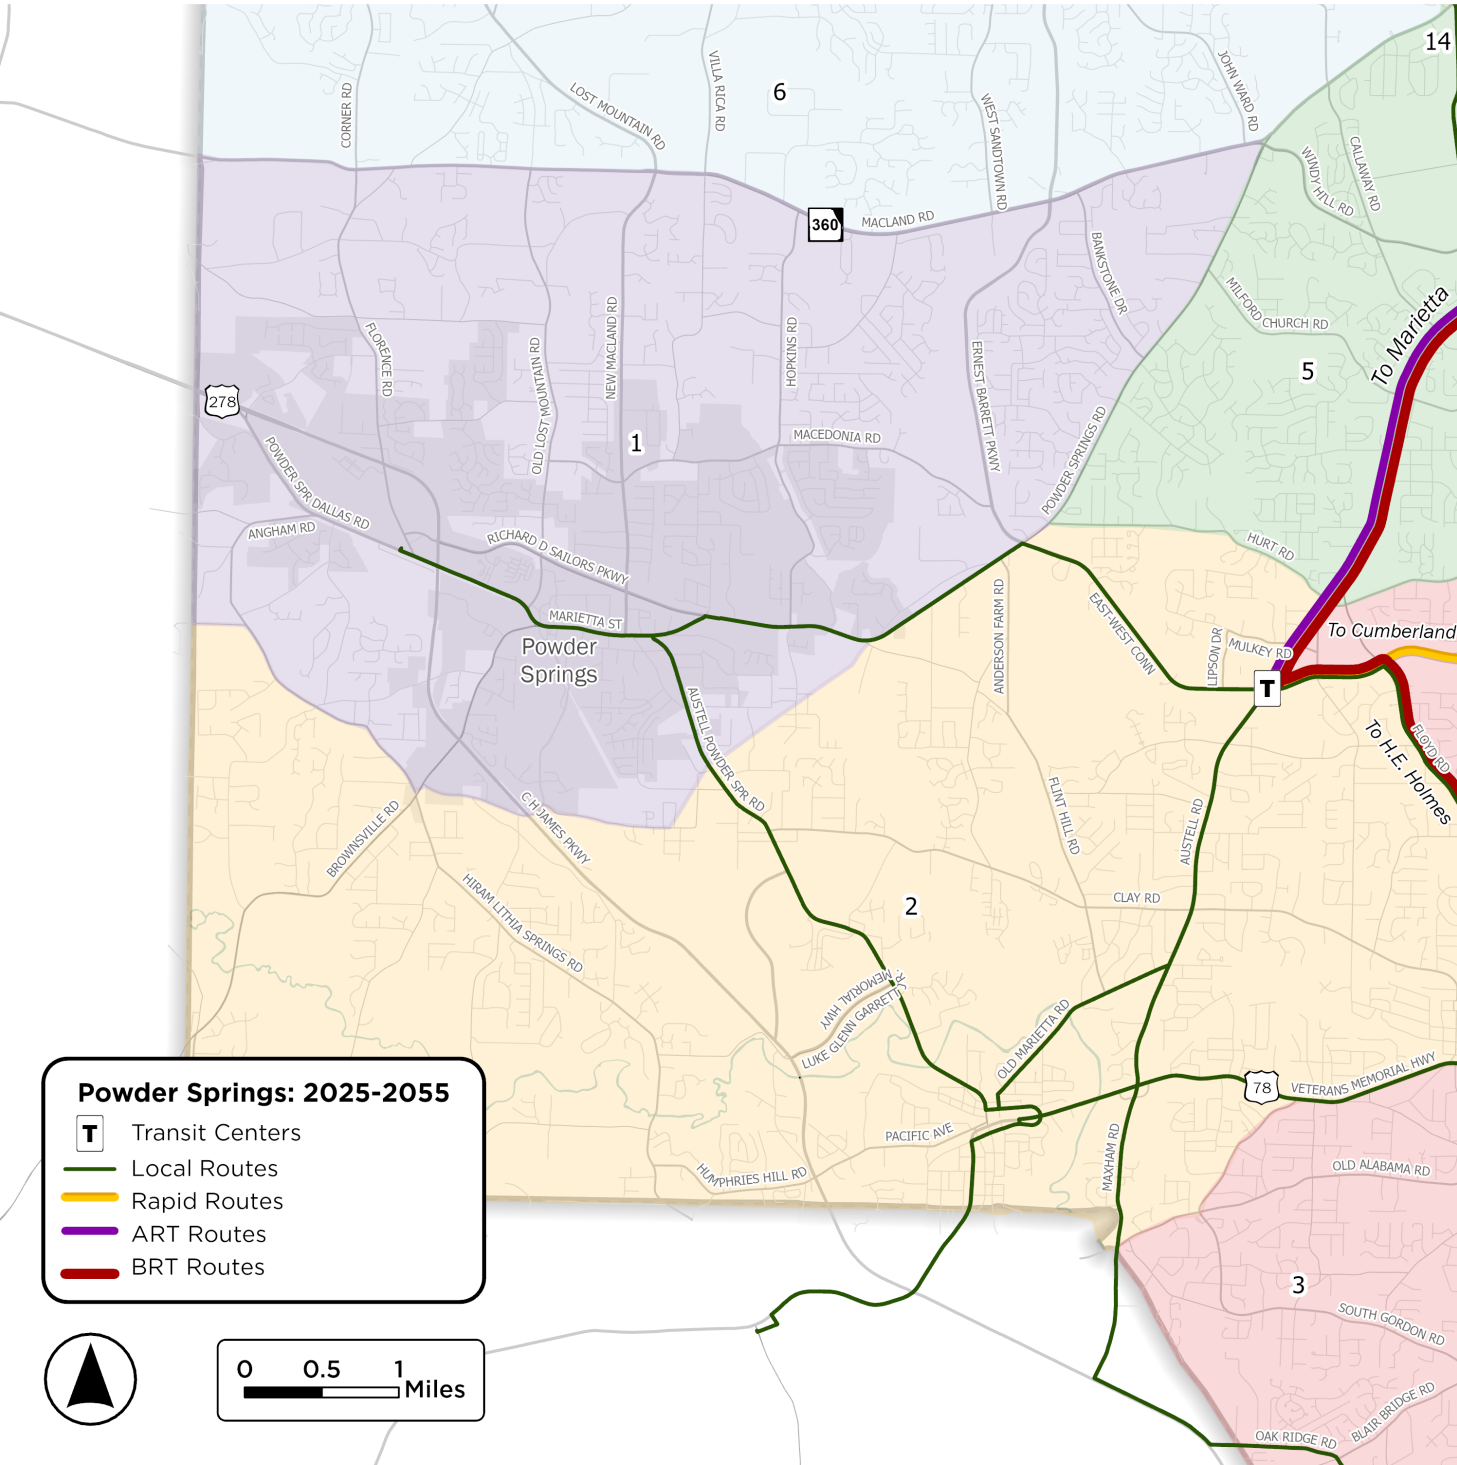 14
6
CORNER RD
LOST MOUNTAIN RD
VILLA RICA RD
WEST SANDTOWN RD
JOHN WARD RD
WINDY HILL RD
CALLAWAY RD
360
MACLAND RD
BANKSTONE DR
MILFORD
CHURCH RD
To Marietta
5
278
FLORENCE RD
OLD LOST MOUNTAIN RD
NEW MACLAND RD
HOPKINS RD
ERNEST BARRETT PKWY
1
MACEDONIA RD
POWDER SPRINGS RD
POWDER SPR DALLAS RD
ANGHAM RD
RICHARD D SAILORS PKWY
HURT RD
MARIETTA ST
Powder
Springs
ANDERSON FARM RD
EAST-WEST CONN
LIPSON DR
MULKEY RD
To Cumberland
T
AUSTELL POWDER SPR RD
FLOYD RD
To H.E. Holmes
BROWNSVILLE RD
C H JAMES PKWY
FLINT HILL RD
AUSTELL RD
HIRAM LITHIA SPRINGS RD
2
CLAY RD
LUKE GLENN GARRETT JR.
MEMORIAL HWY
OLD MARIETTA RD
78
VETERANS MEMORIAL HWY
PACIFIC AVE
MAXHAM RD
HUMPHRIES HILL RD
OLD ALABAMA RD
3
SOUTH GORDON RD
BLAIR BRIDGE RD
OAK RIDGE RD
Powder Springs: 2025-2055
T
Transit Centers
Local Routes
Rapid Routes
ART Routes
BRT Routes
0 0.5 1
Miles